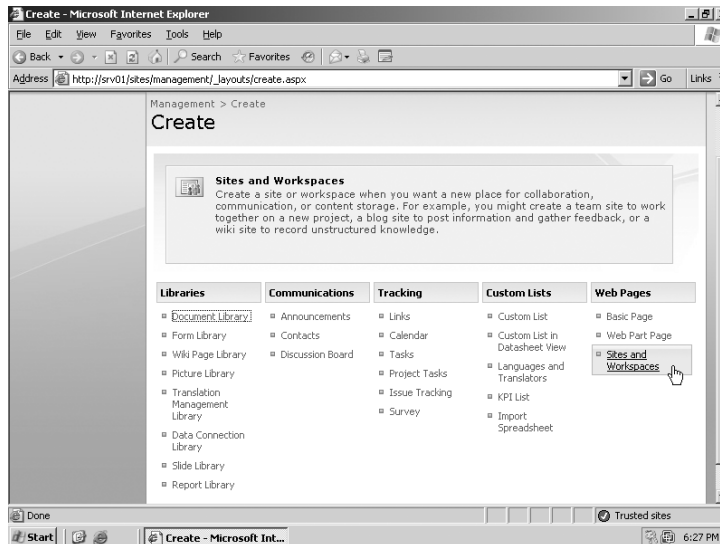 Create - Microsoft Internet Explorer
File Edit View Favorites Tools Help
Back Search Favorites
Address http://srv01/sites/management/_layouts/create.aspx Go Links
Management > Create
Create
Sites and Workspaces
Create a site or workspace when you want a new place for collaboration,
communication, or content storage. For example, you might create a team site to work
together on a new project, a blog site to post information and gather feedback, or a
wiki site to record unstructured knowledge.
Libraries
Document Library
Form Library
Wiki Page Library
Picture Library
Translation
Management
Library
Data Connection
Library
Slide Library
Report Library
Communications
Announcements
Contacts
Discussion Board
Tracking
Links
Calendar
Tasks
Project Tasks
Issue Tracking
Survey
Custom Lists
Custom List
Custom List in
Datasheet View
Languages and
Translators
KPI List
Import
Spreadsheet
Web Pages
Basic Page
Web Part Page
Sites and
Workspaces
Done Trusted sites
Start Create - Microsoft Int... 6:27 PM